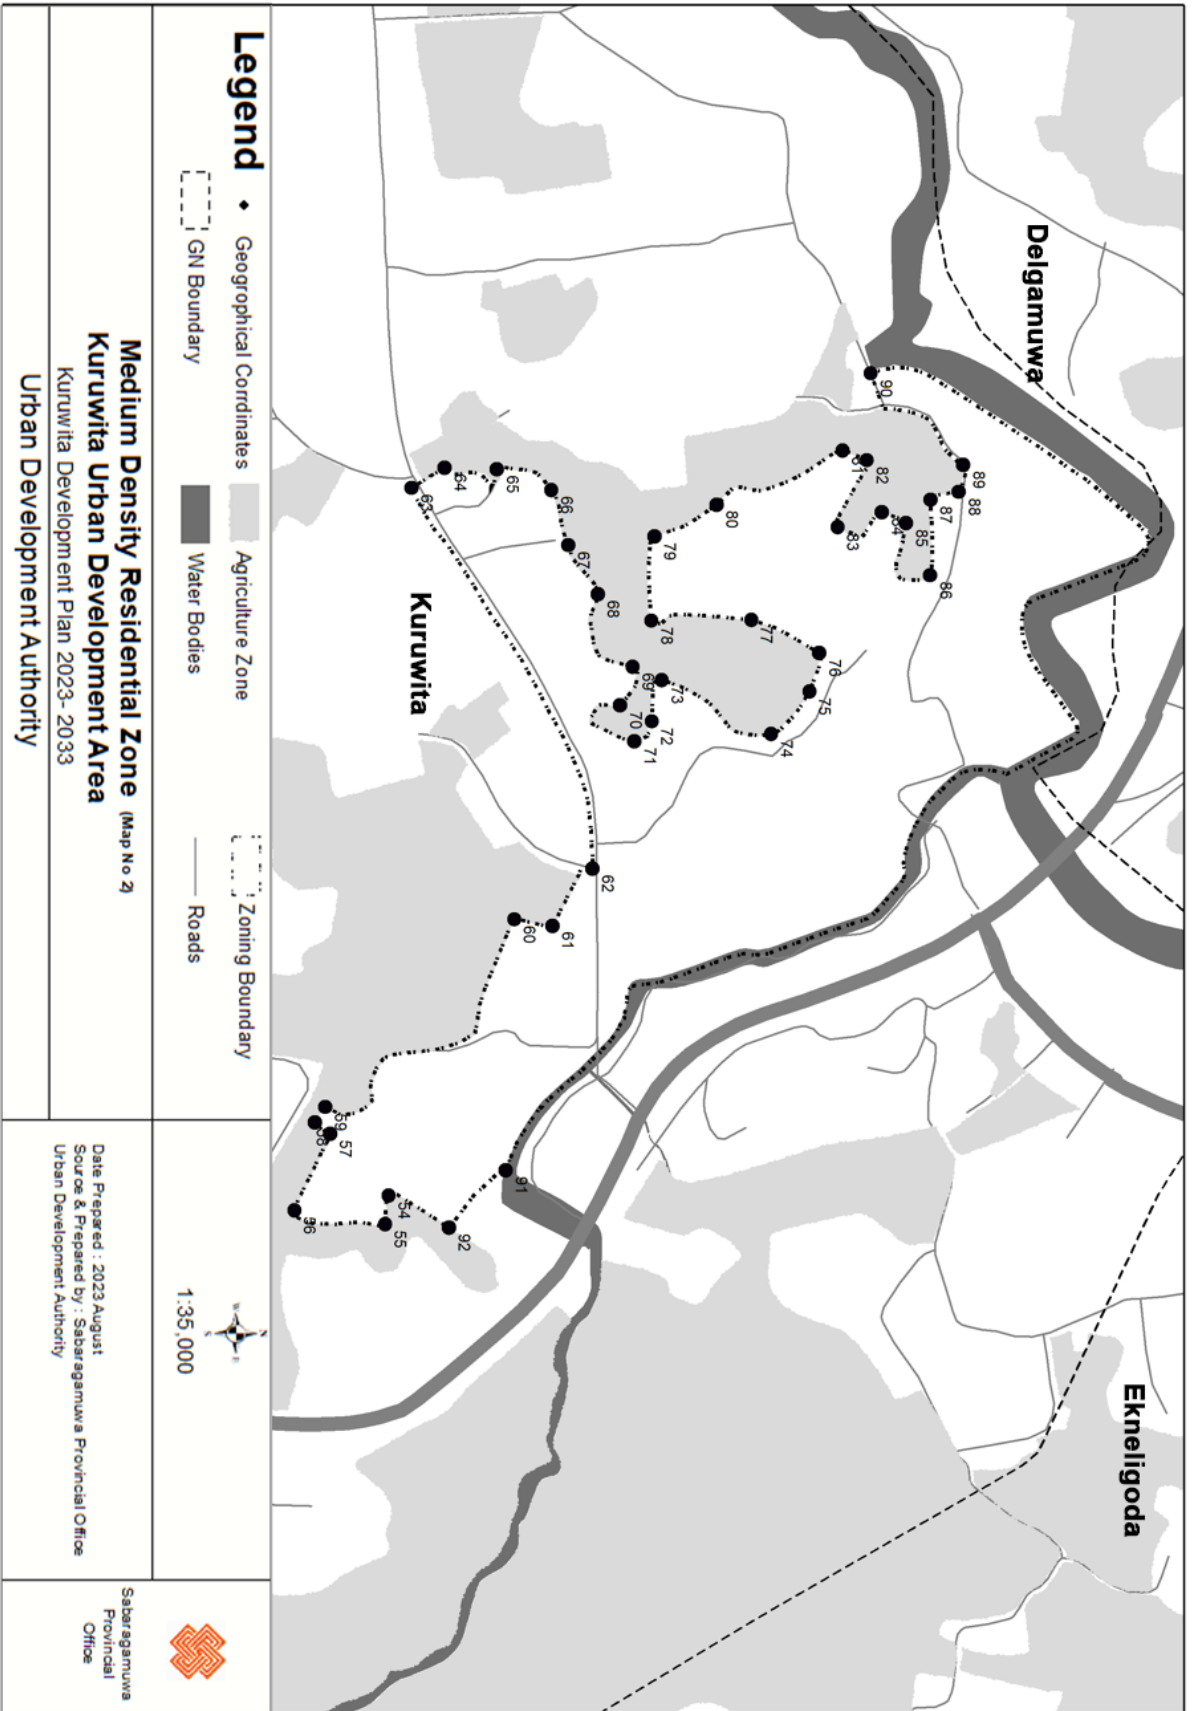 Delgamuwa
Ekneligoda
Kuruwita
54
55
56
57
58
59
60
61
62
63
64
65
66
67
68
69
70
71
72
73
74
75
76
77
78
79
80
81
82
83
84
85
86
87
88
89
90
91
92
Legend
Geographical Corrdinates
Agriculture Zone
Zoning Boundary
GN Boundary
Water Bodies
Roads
Medium Density Residential Zone (Map No 2)
Kuruwita Urban Development Area
Kuruwita Development Plan 2023- 2033
Urban Development Authority
N
W
E
S
1:35,000
Date Prepared : 2023 August
Source & Prepared by : Sabaragamuwa Provincial Office
Urban Development Authority
Sabaragamuwa
Provincial
Office